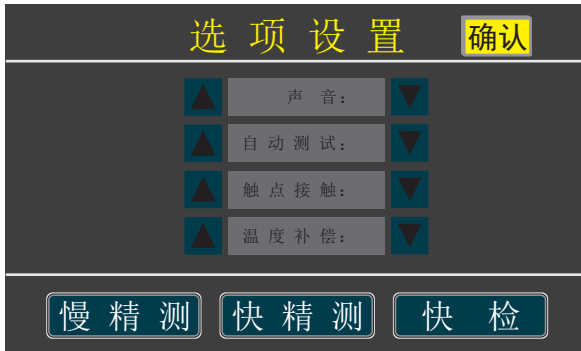 选项设置 确认
声音：
自动测试：
触点接触：
温度补偿：
慢精测 快精测 快检